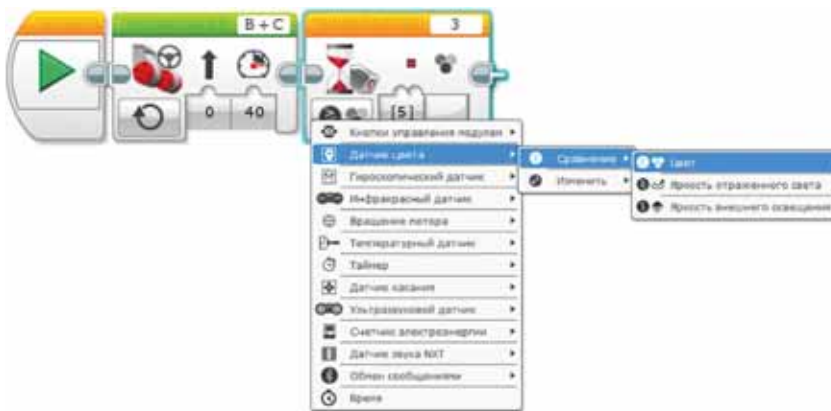 B + C
3
0
40
[5]
Кнопки управления модулем
Датчик цвета
Гироскопический датчик
Инфракрасный датчик
Вращение мотора
Температурный датчик
Таймер
Датчик касания
Ультразвуковой датчик
Счетчик электроэнергии
Датчик звука NXT
Обмен сообщениями
Время
Сравнение
Изменить
Цвет
Яркость отраженного света
Яркость внешнего освещения